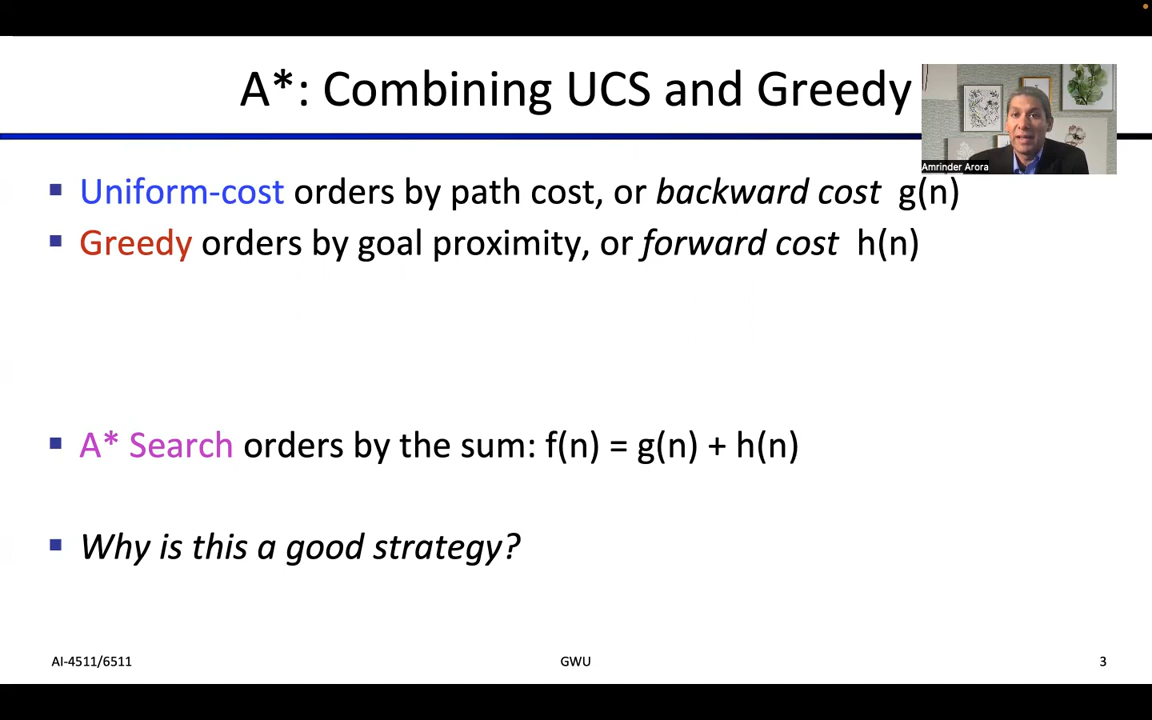 A*: Combining UCS and Greedy
Amrinder Arora
▪ Uniform-cost orders by path cost, or backward cost g(n)
▪ Greedy orders by goal proximity, or forward cost h(n)
▪ A* Search orders by the sum: f(n) = g(n) + h(n)
▪ Why is this a good strategy?
AI-4511/6511
GWU
3